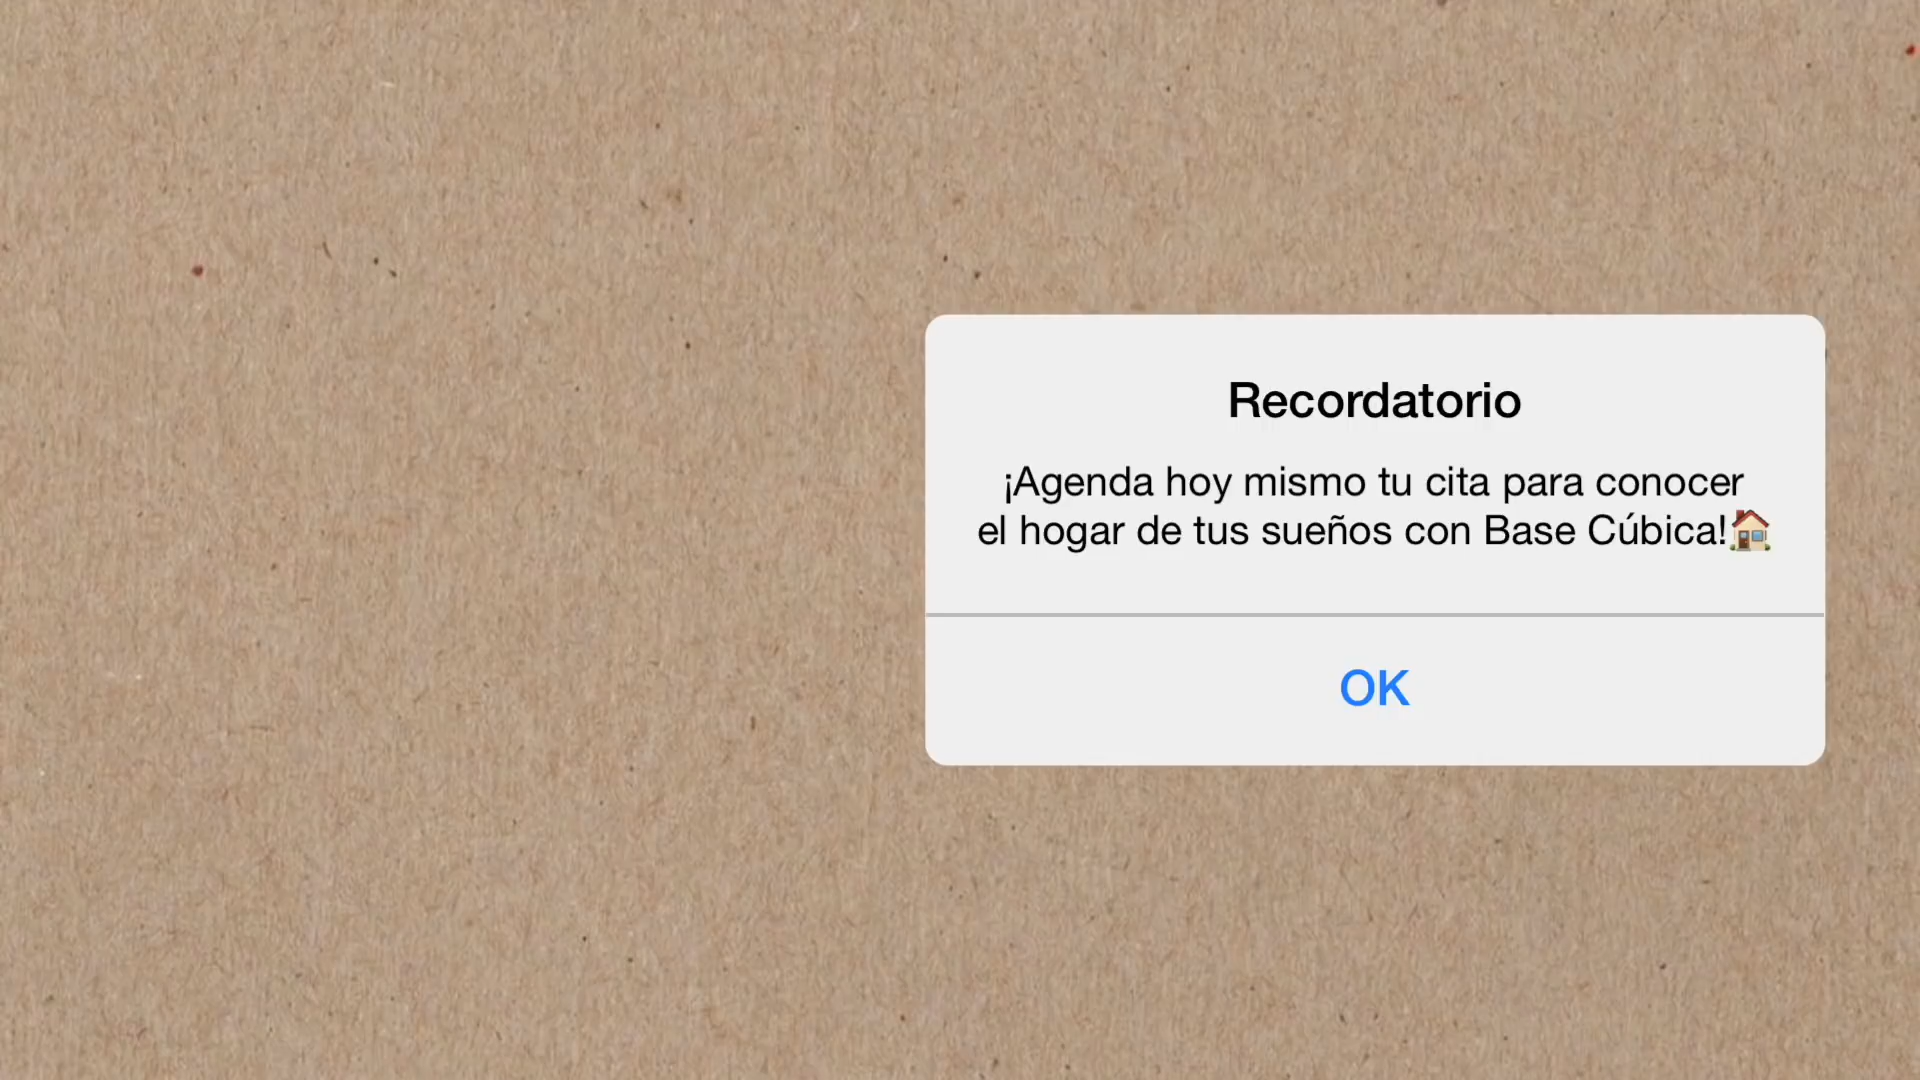 Recordatorio
¡Agenda hoy mismo tu cita para conocer
el hogar de tus sueños con Base Cúbica!🏠
OK